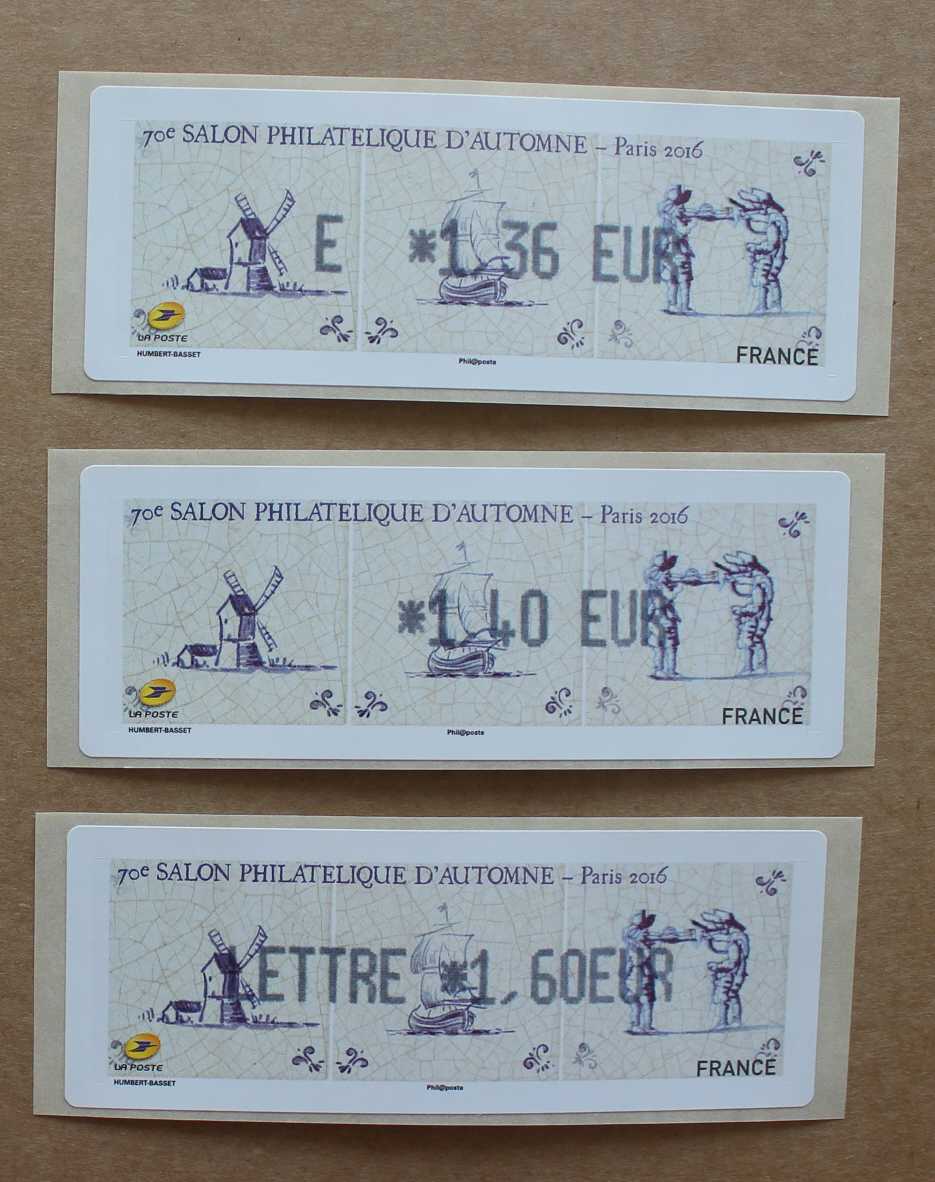 70e SALON PHILATELIQUE D'AUTOMNE – Paris 2016
E *1,36 EUR
LA POSTE
FRANCE
HUMBERT-BASSET
Phil@poste
70e SALON PHILATELIQUE D'AUTOMNE – Paris 2016
*1,40 EUR
LA POSTE
FRANCE
HUMBERT-BASSET
Phil@poste
70e SALON PHILATELIQUE D'AUTOMNE – Paris 2016
LETTRE *1,60EUR
LA POSTE
FRANCE
HUMBERT-BASSET
Phil@poste